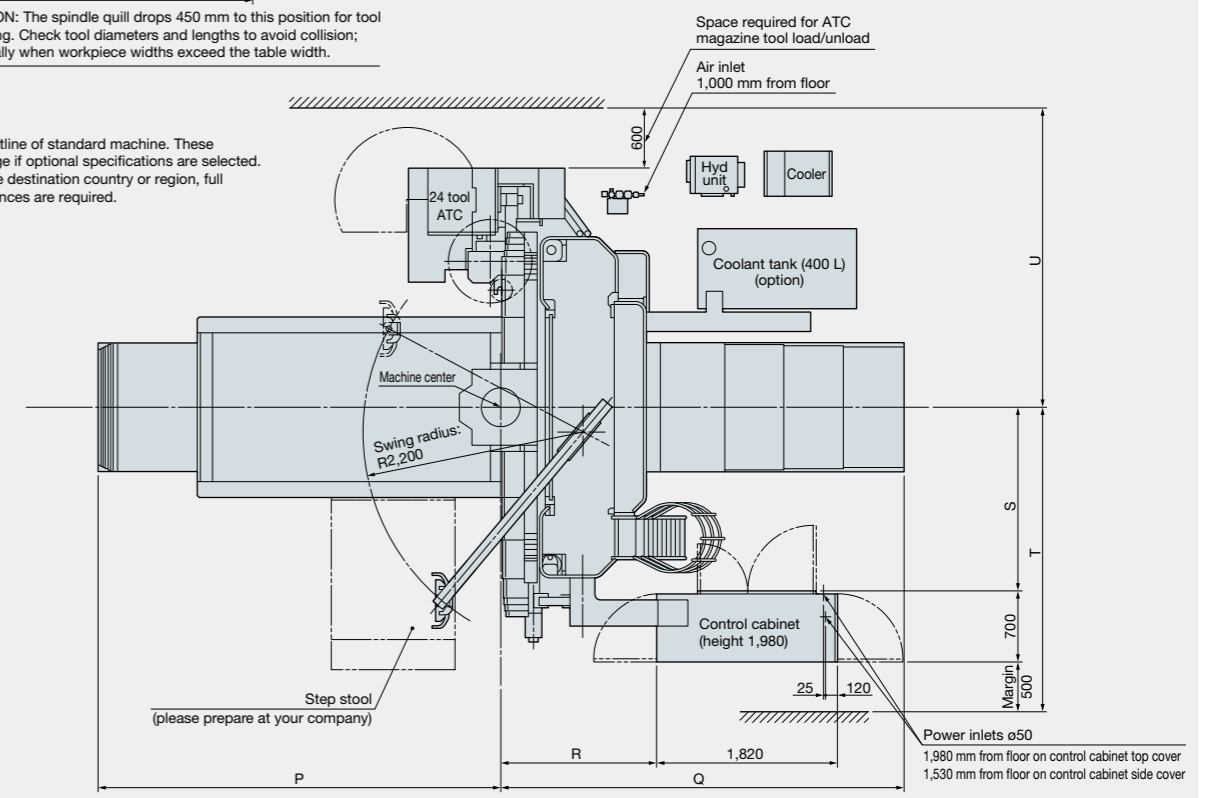 ON: The spindle quill drops 450 mm to this position for tool
ng. Check tool diameters and lengths to avoid collision;
ally when workpiece widths exceed the table width.
Space required for ATC
magazine tool load/unload
Air inlet
1,000 mm from floor
tline of standard machine. These
ge if optional specifications are selected.
e destination country or region, full
nces are required.
600
Hyd
unit
Cooler
24 tool
ATC
Coolant tank (400 L)
(option)
U
Machine center
Swing radius:
R2,200
S
T
Control cabinet
(height 1,980)
700
Margin
500
25
120
Step stool
(please prepare at your company)
Power inlets ø50
1,980 mm from floor on control cabinet top cover
1,530 mm from floor on control cabinet side cover
R
1,820
P
Q